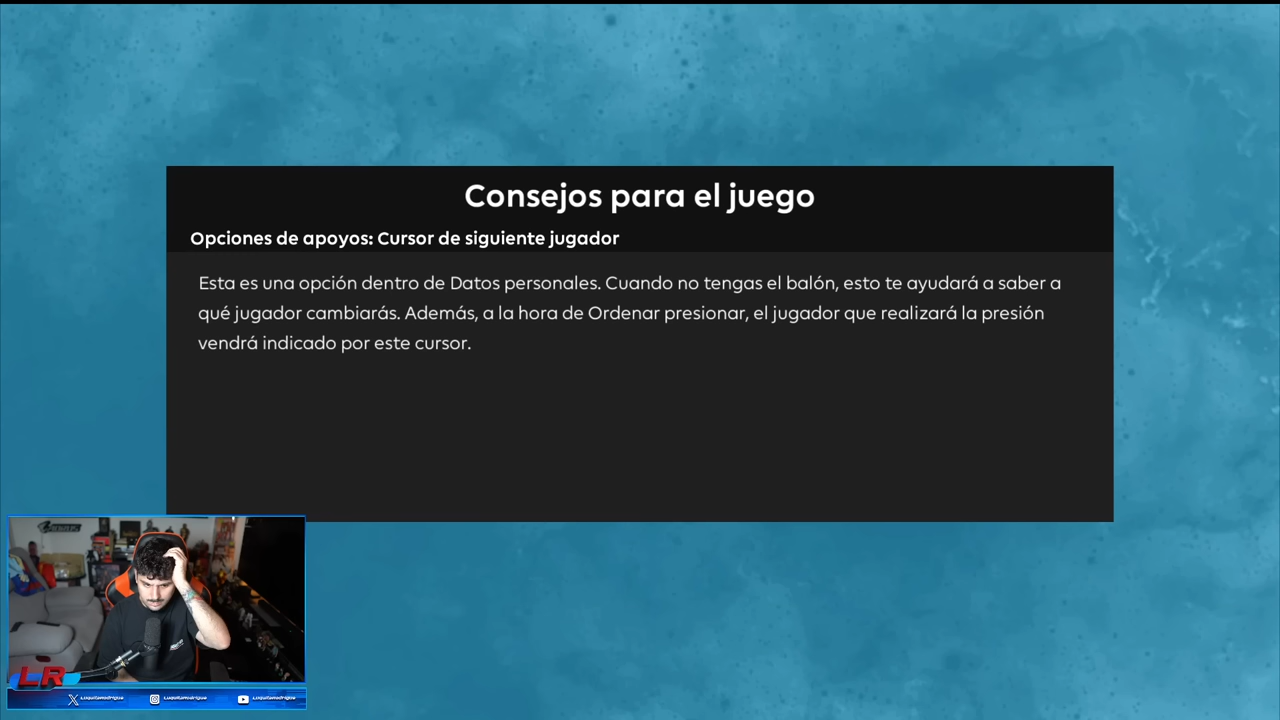 Consejos para el juego
Opciones de apoyos: Cursor de siguiente jugador
Esta es una opción dentro de Datos personales. Cuando no tengas el balón, esto te ayudará a saber a
qué jugador cambiarás. Además, a la hora de Ordenar presionar, el jugador que realizará la presión
vendrá indicado por este cursor.
LR